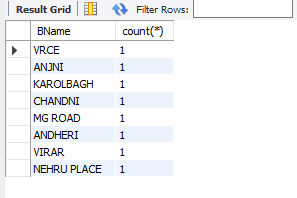 Result Grid Filter Rows:
BName count(*)
VRCE 1
ANJNI 1
KAROLBAGH 1
CHANDNI 1
MG ROAD 1
ANDHERI 1
VIRAR 1
NEHRU PLACE 1